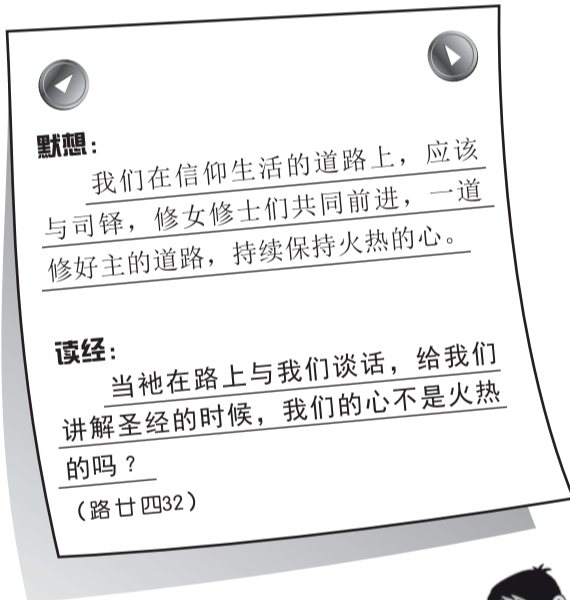 默想：
我们在信仰生活的道路上，应该
与司铎，修女修士们共同前进，一道
修好主的道路，持续保持火热的心。
读经：
当祂在路上与我们谈话，给我们
讲解圣经的时候，我们的心不是火热
的吗？
（路廿四32）